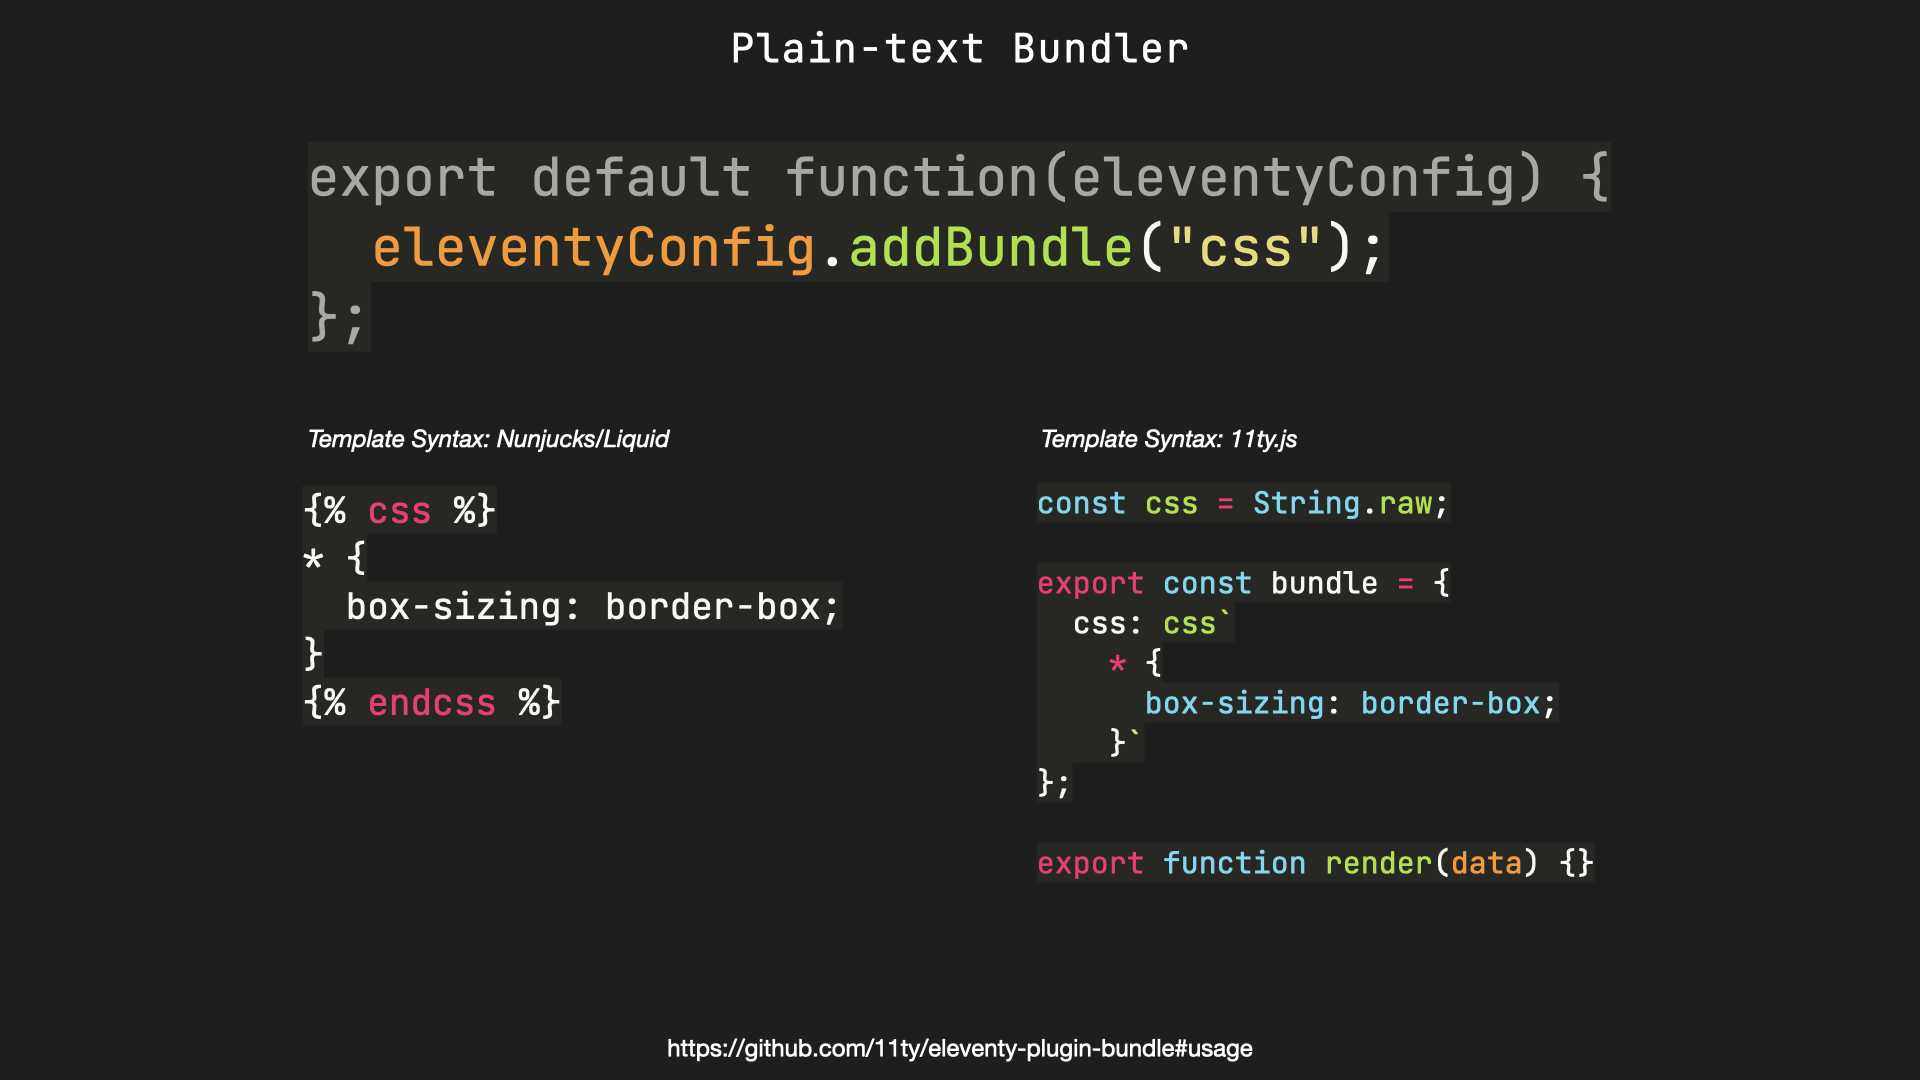 Plain-text Bundler
export default function(eleventyConfig) {
  eleventyConfig.addBundle("css");
};
Template Syntax: Nunjucks/Liquid
{% css %}
* {
  box-sizing: border-box;
}
{% endcss %}
Template Syntax: 11ty.js
const css = String.raw;
export const bundle = {
  css: css`
    * {
      box-sizing: border-box;
    }`
};
export function render(data) {}
https://github.com/11ty/eleventy-plugin-bundle#usage